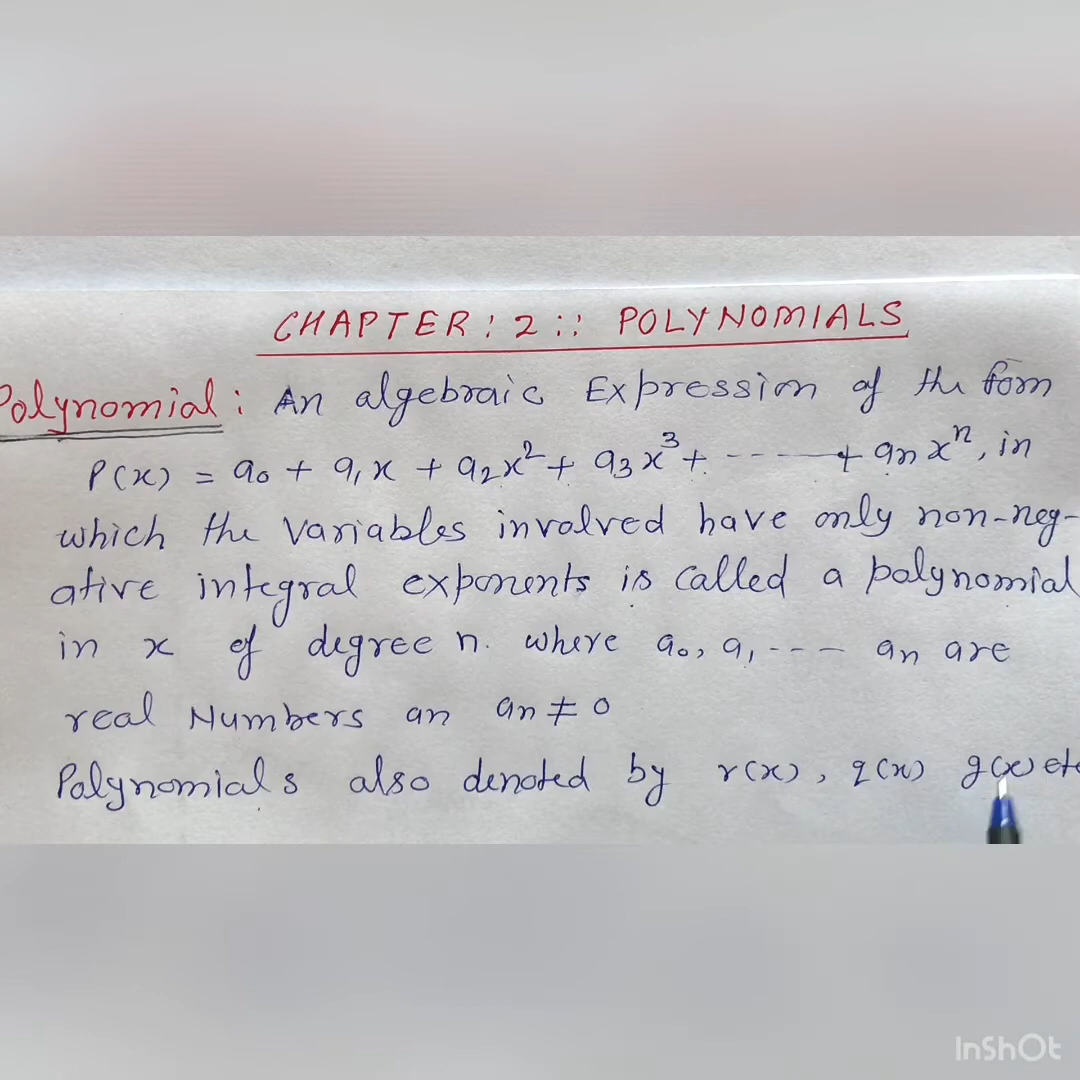 CHAPTER: 2 :: POLYNOMIALS
Polynomial: An algebraic Expression of the form
P(x) = a₀ + a₁x + a₂x² + a₃x³ + ------ + aₙxⁿ, in
which the variables involved have only non-neg-
ative integral exponents is called a polynomial
in x of degree n. where a₀, a₁ --- aₙ are
real Numbers an aₙ ≠ 0
Polynomials also denoted by r(x), q(x) g(x) etc
InShOt